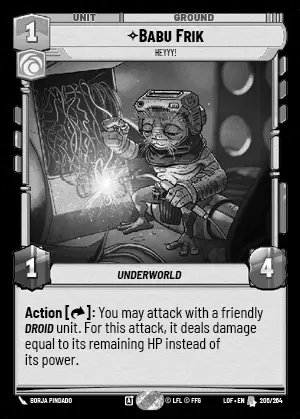 UNIT GROUND
1
✧BABU FRIK
HEYYY!
1
UNDERWORLD
4
Action [↱]: You may attack with a friendly
DROID unit. For this attack, it deals damage
equal to its remaining HP instead of
its power.
BORJA PINDADO A © LFL © FFG LOF • EN 206/264